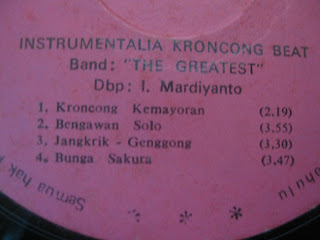 INSTRUMENTALIA KRONCONG BEAT
Band: "THE GREATEST"
Dbp: I. Mardiyanto
1. Kroncong Kemayoran (2.19)
2. Bengawan Solo (3.55)
3. Jangkrik - Genggong (3,30)
4. Bunga Sakura (3,47)
Semua hak